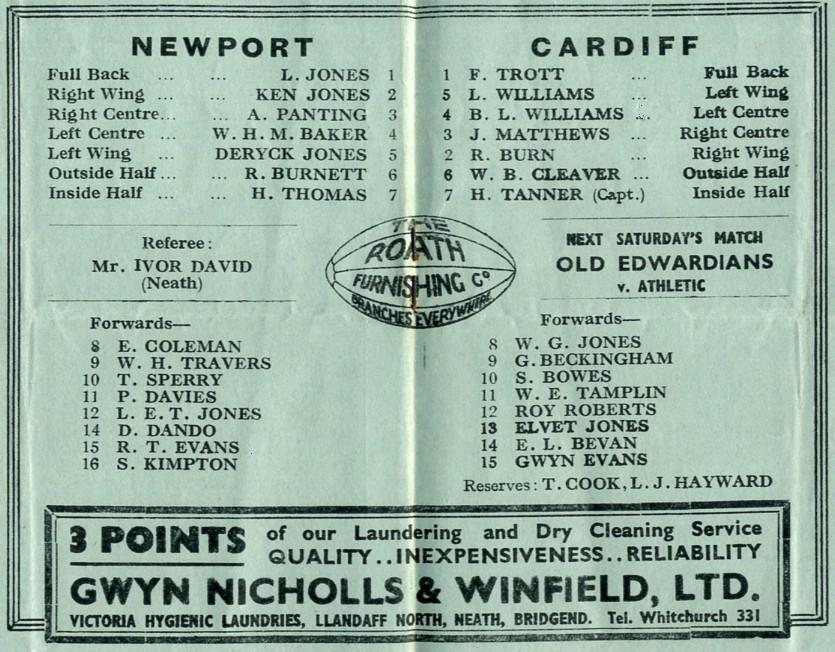 NEWPORT
Full Back ... ... L. JONES 1
Right Wing ... ... KEN JONES 2
Right Centre... ... A. PANTING 3
Left Centre ... W. H. M. BAKER 4
Left Wing ... DERYCK JONES 5
Outside Half ... ... R. BURNETT 6
Inside Half ... ... H. THOMAS 7
Referee:
Mr. IVOR DAVID
(Neath)
Forwards—
8 E. COLEMAN
9 W. H. TRAVERS
10 T. SPERRY
11 P. DAVIES
12 L. E. T. JONES
14 D. DANDO
15 R. T. EVANS
16 S. KIMPTON
THE
ROATH
FURNISHING Co
BRANCHES EVERYWHERE
CARDIFF
1 F. TROTT ... Full Back
5 L. WILLIAMS ... Left Wing
4 B. L. WILLIAMS ... Left Centre
3 J. MATTHEWS ... Right Centre
2 R. BURN ... Right Wing
6 W. B. CLEAVER ... Outside Half
7 H. TANNER (Capt.) Inside Half
NEXT SATURDAY'S MATCH
OLD EDWARDIANS
v. ATHLETIC
Forwards—
8 W. G. JONES
9 G. BECKINGHAM
10 S. BOWES
11 W. E. TAMPLIN
12 ROY ROBERTS
13 ELVET JONES
14 E. L. BEVAN
15 GWYN EVANS
Reserves: T. COOK, L. J. HAYWARD
3 POINTS of our Laundering and Dry Cleaning Service
QUALITY..INEXPENSIVENESS..RELIABILITY
GWYN NICHOLLS & WINFIELD, LTD.
VICTORIA HYGIENIC LAUNDRIES, LLANDAFF NORTH, NEATH, BRIDGEND. Tel. Whitchurch 331